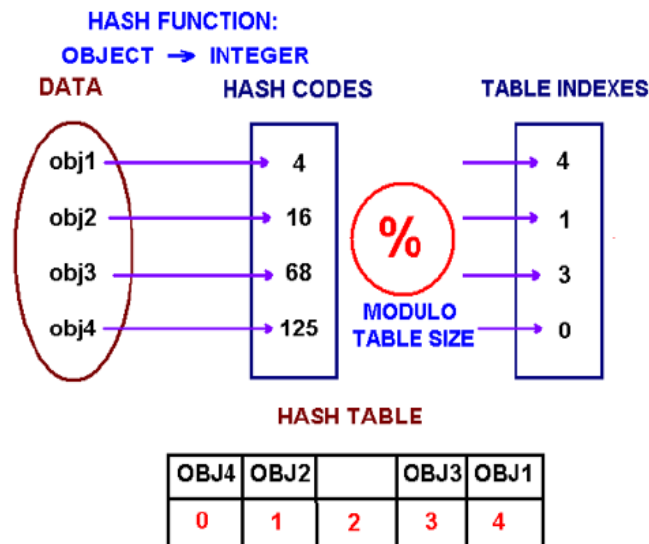 HASH FUNCTION:
OBJECT → INTEGER
DATA HASH CODES TABLE INDEXES
obj1 4 4
obj2 16 1
obj3 68 3
obj4 125 0
%
MODULO
TABLE SIZE
HASH TABLE
OBJ4 OBJ2 OBJ3 OBJ1
0 1 2 3 4